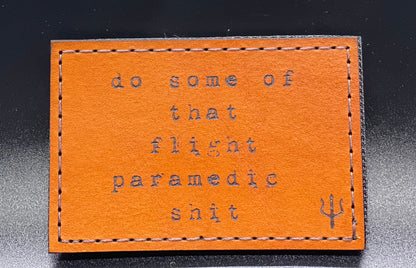 do some of
that
flight
paramedic
shit